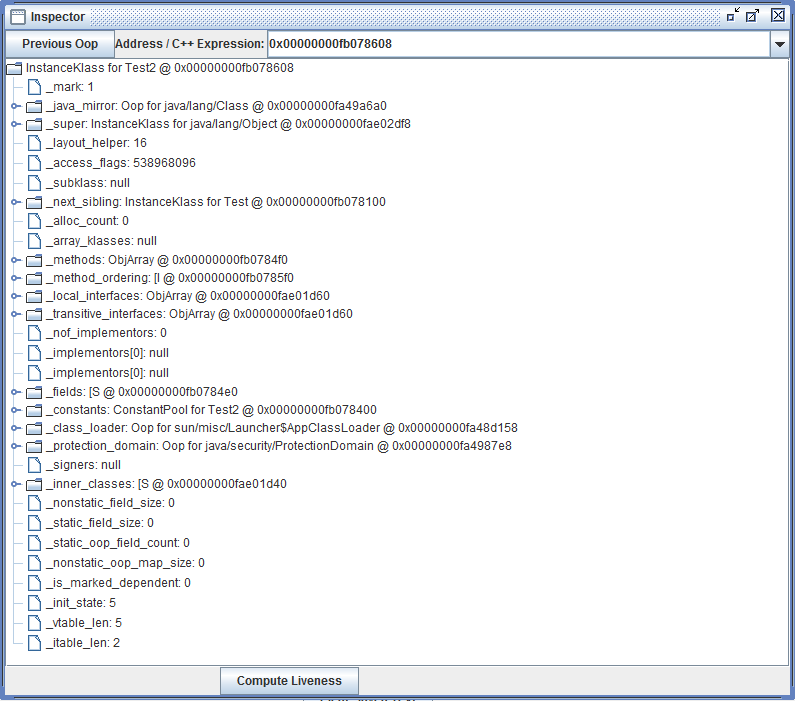 Inspector
Previous Oop Address / C++ Expression: 0x00000000fb078608
InstanceKlass for Test2 @ 0x00000000fb078608
_mark: 1
_java_mirror: Oop for java/lang/Class @ 0x00000000fa49a6a0
_super: InstanceKlass for java/lang/Object @ 0x00000000fae02df8
_layout_helper: 16
_access_flags: 538968096
_subklass: null
_next_sibling: InstanceKlass for Test @ 0x00000000fb078100
_alloc_count: 0
_array_klasses: null
_methods: ObjArray @ 0x00000000fb0784f0
_method_ordering: [I @ 0x00000000fb0785f0
_local_interfaces: ObjArray @ 0x00000000fae01d60
_transitive_interfaces: ObjArray @ 0x00000000fae01d60
_nof_implementors: 0
_implementors[0]: null
_implementors[0]: null
_fields: [S @ 0x00000000fb0784e0
_constants: ConstantPool for Test2 @ 0x00000000fb078400
_class_loader: Oop for sun/misc/Launcher$AppClassLoader @ 0x00000000fa48d158
_protection_domain: Oop for java/security/ProtectionDomain @ 0x00000000fa4987e8
_signers: null
_inner_classes: [S @ 0x00000000fae01d40
_nonstatic_field_size: 0
_static_field_size: 0
_static_oop_field_count: 0
_nonstatic_oop_map_size: 0
_is_marked_dependent: 0
_init_state: 5
_vtable_len: 5
_itable_len: 2
Compute Liveness